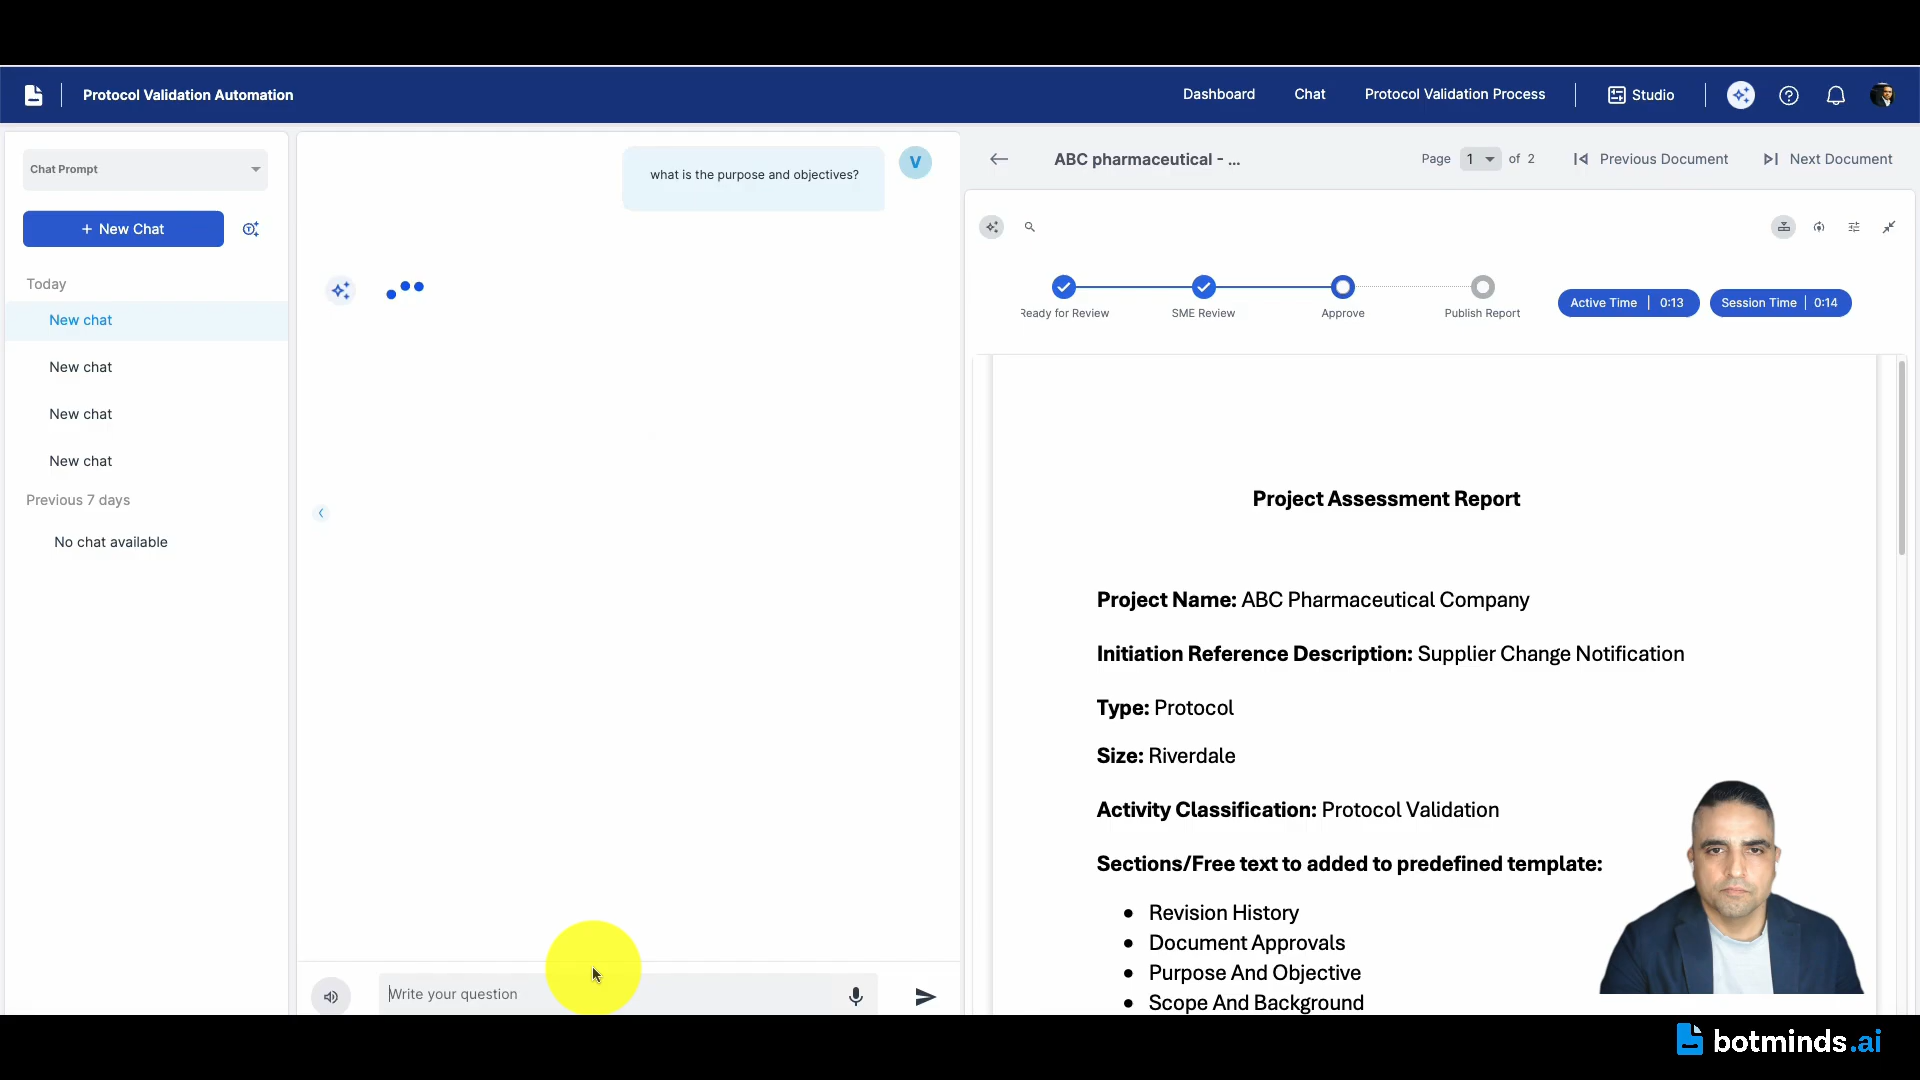 Protocol Validation Automation
Dashboard
Chat
Protocol Validation Process
Studio
Chat Prompt
+ New Chat
Today
New chat
New chat
New chat
New chat
Previous 7 days
No chat available
what is the purpose and objectives?
V
Write your question
ABC pharmaceutical - ...
Page 1 of 2
Previous Document
Next Document
Ready for Review
SME Review
Approve
Publish Report
Active Time | 0:13
Session Time | 0:14
Project Assessment Report
Project Name: ABC Pharmaceutical Company
Initiation Reference Description: Supplier Change Notification
Type: Protocol
Size: Riverdale
Activity Classification: Protocol Validation
Sections/Free text to added to predefined template:
• Revision History
• Document Approvals
• Purpose And Objective
• Scope And Background
botminds.ai